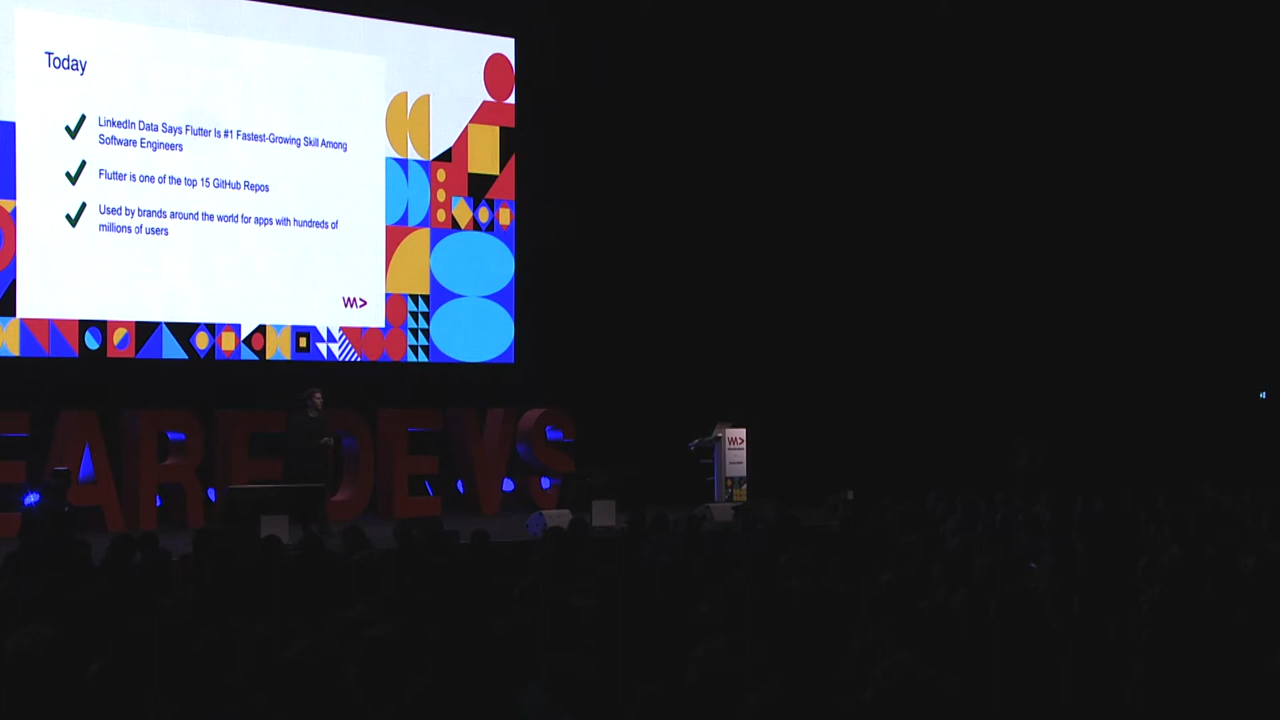 Today
LinkedIn Data Says Flutter Is #1 Fastest-Growing Skill Among
Software Engineers
Flutter is one of the top 15 GitHub Repos
Used by brands around the world for apps with hundreds of
millions of users
EAREDEVS